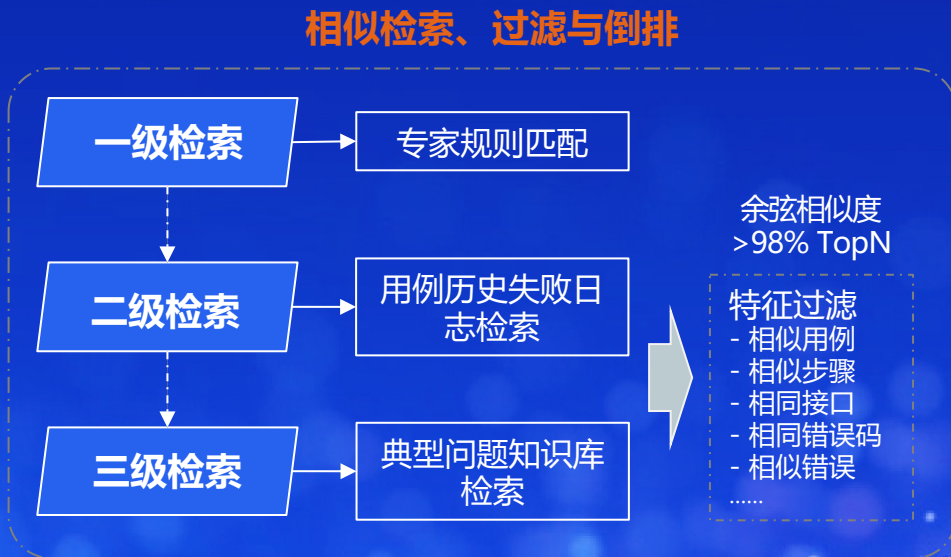 相似检索、过滤与倒排
一级检索
专家规则匹配
二级检索
用例历史失败日
志检索
三级检索
典型问题知识库
检索
余弦相似度
>98% TopN
特征过滤
- 相似用例
- 相似步骤
- 相同接口
- 相同错误码
- 相似错误
......